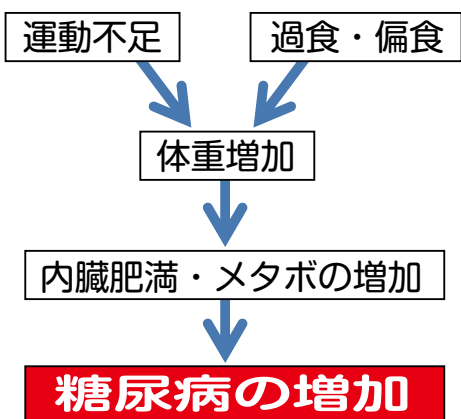 運動不足
過食・偏食
体重増加
内臓肥満・メタボの増加
糖尿病の増加